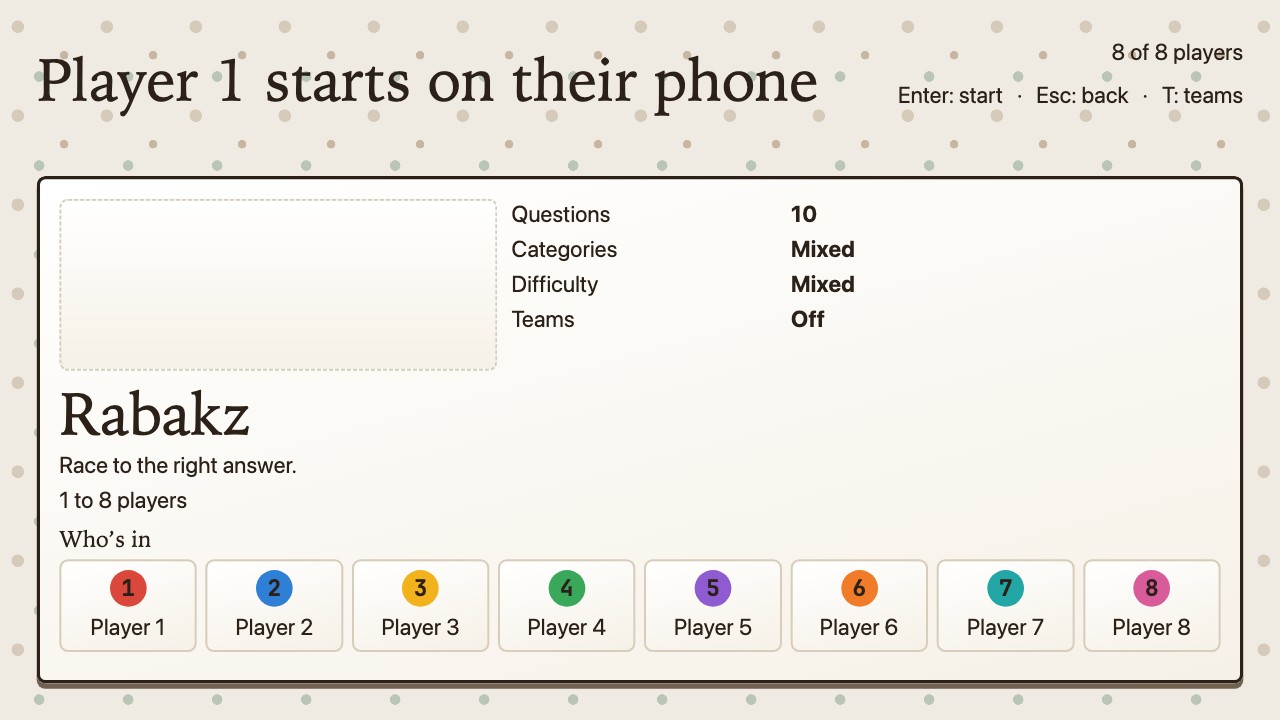 Player 1 starts on their phone
8 of 8 players
Enter: start · Esc: back · T: teams
Questions 10
Categories Mixed
Difficulty Mixed
Teams Off
Rabakz
Race to the right answer.
1 to 8 players
Who’s in
1 2 3 4 5 6 7 8
Player 1 Player 2 Player 3 Player 4 Player 5 Player 6 Player 7 Player 8